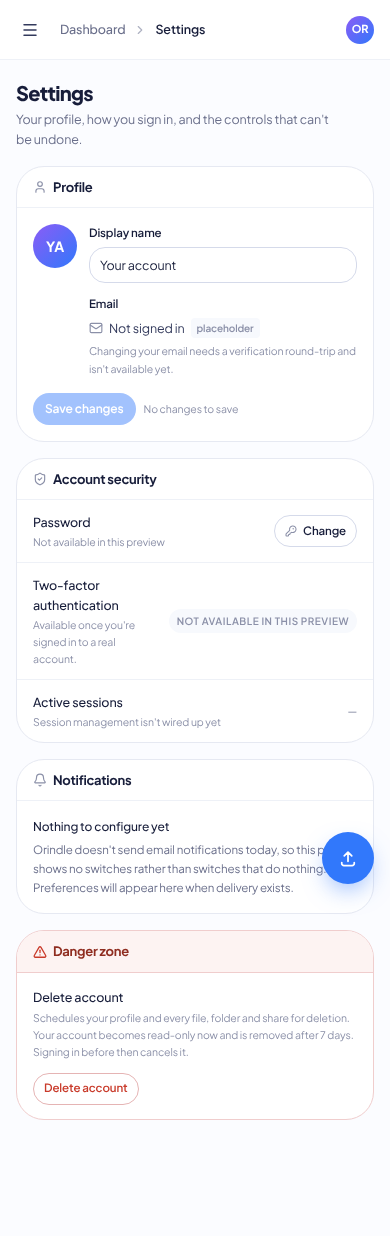 Dashboard > Settings
OR
Settings
Your profile, how you sign in, and the controls that can't
be undone.
Profile
YA
Display name
Your account
Email
Not signed in placeholder
Changing your email needs a verification round-trip and
isn't available yet.
Save changes No changes to save
Account security
Password
Not available in this preview
Change
Two-factor
authentication
Available once you're
signed in to a real
account.
NOT AVAILABLE IN THIS PREVIEW
Active sessions
Session management isn't wired up yet
—
Notifications
Nothing to configure yet
Orindle doesn't send email notifications today, so this
shows no switches rather than switches that do nothing.
Preferences will appear here when delivery exists.
Danger zone
Delete account
Schedules your profile and every file, folder and share for deletion.
Your account becomes read-only now and is removed after 7 days.
Signing in before then cancels it.
Delete account